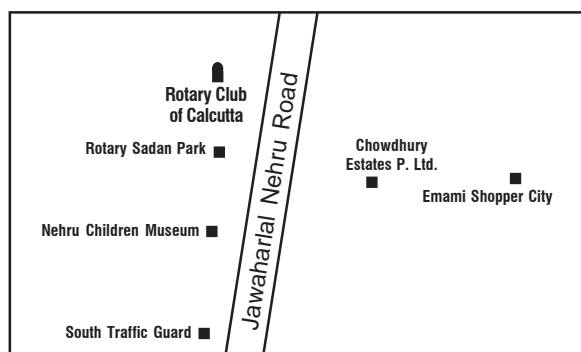 Rotary Club
of Calcutta
Rotary Sadan Park
Jawaharlal Nehru Road
Chowdhury
Estates P. Ltd.
Emami Shopper City
Nehru Children Museum
South Traffic Guard